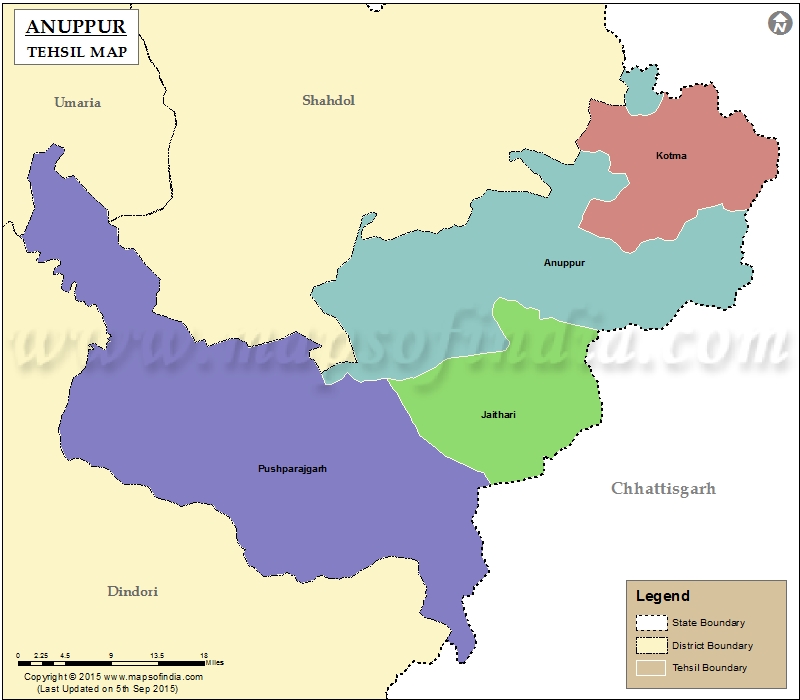 ANUPPUR
TEHSIL MAP
N
Umaria
Shahdol
Kotma
Anuppur
www.mapsofindia.com
Jaithari
Pushparajgarh
Chhattisgarh
Dindori
Legend
State Boundary
District Boundary
Tehsil Boundary
0 2.25 4.5 9 13.5 18
Miles
Copyright © 2015 www.mapsofindia.com
(Last Updated on 5th Sep 2015)